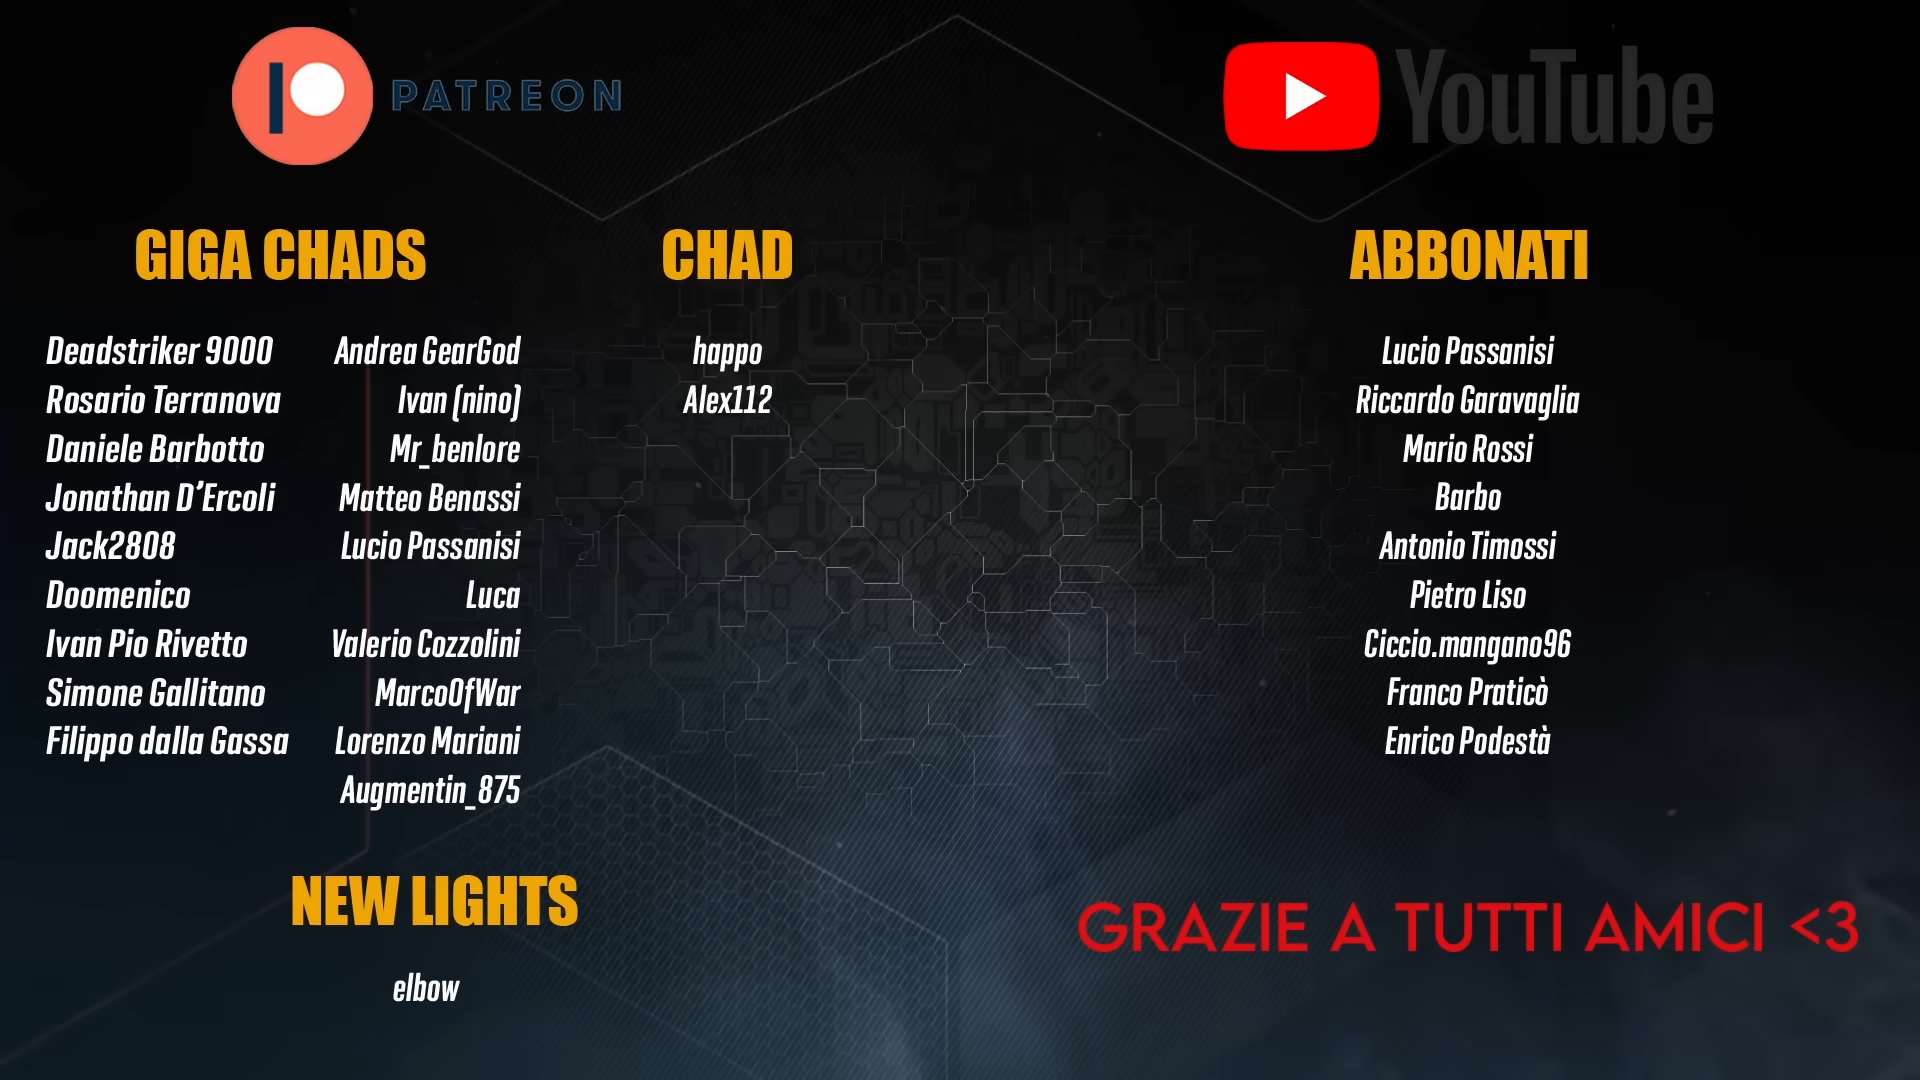 PATREON
YouTube
GIGA CHADS
Deadstriker 9000
Rosario Terranova
Daniele Barbotto
Jonathan D'Ercoli
Jack2808
Doomenico
Ivan Pio Rivetto
Simone Gallitano
Filippo dalla Gassa
Andrea GearGod
Ivan (nino)
Mr_benlore
Matteo Benassi
Lucio Passanisi
Luca
Valerio Cozzolini
MarcoOfWar
Lorenzo Mariani
Augmentin_875
CHAD
happo
Alex112
NEW LIGHTS
elbow
ABBONATI
Lucio Passanisi
Riccardo Garavaglia
Mario Rossi
Barbo
Antonio Timossi
Pietro Liso
Ciccio.mangano96
Franco Praticò
Enrico Podestà
GRAZIE A TUTTI AMICI <3